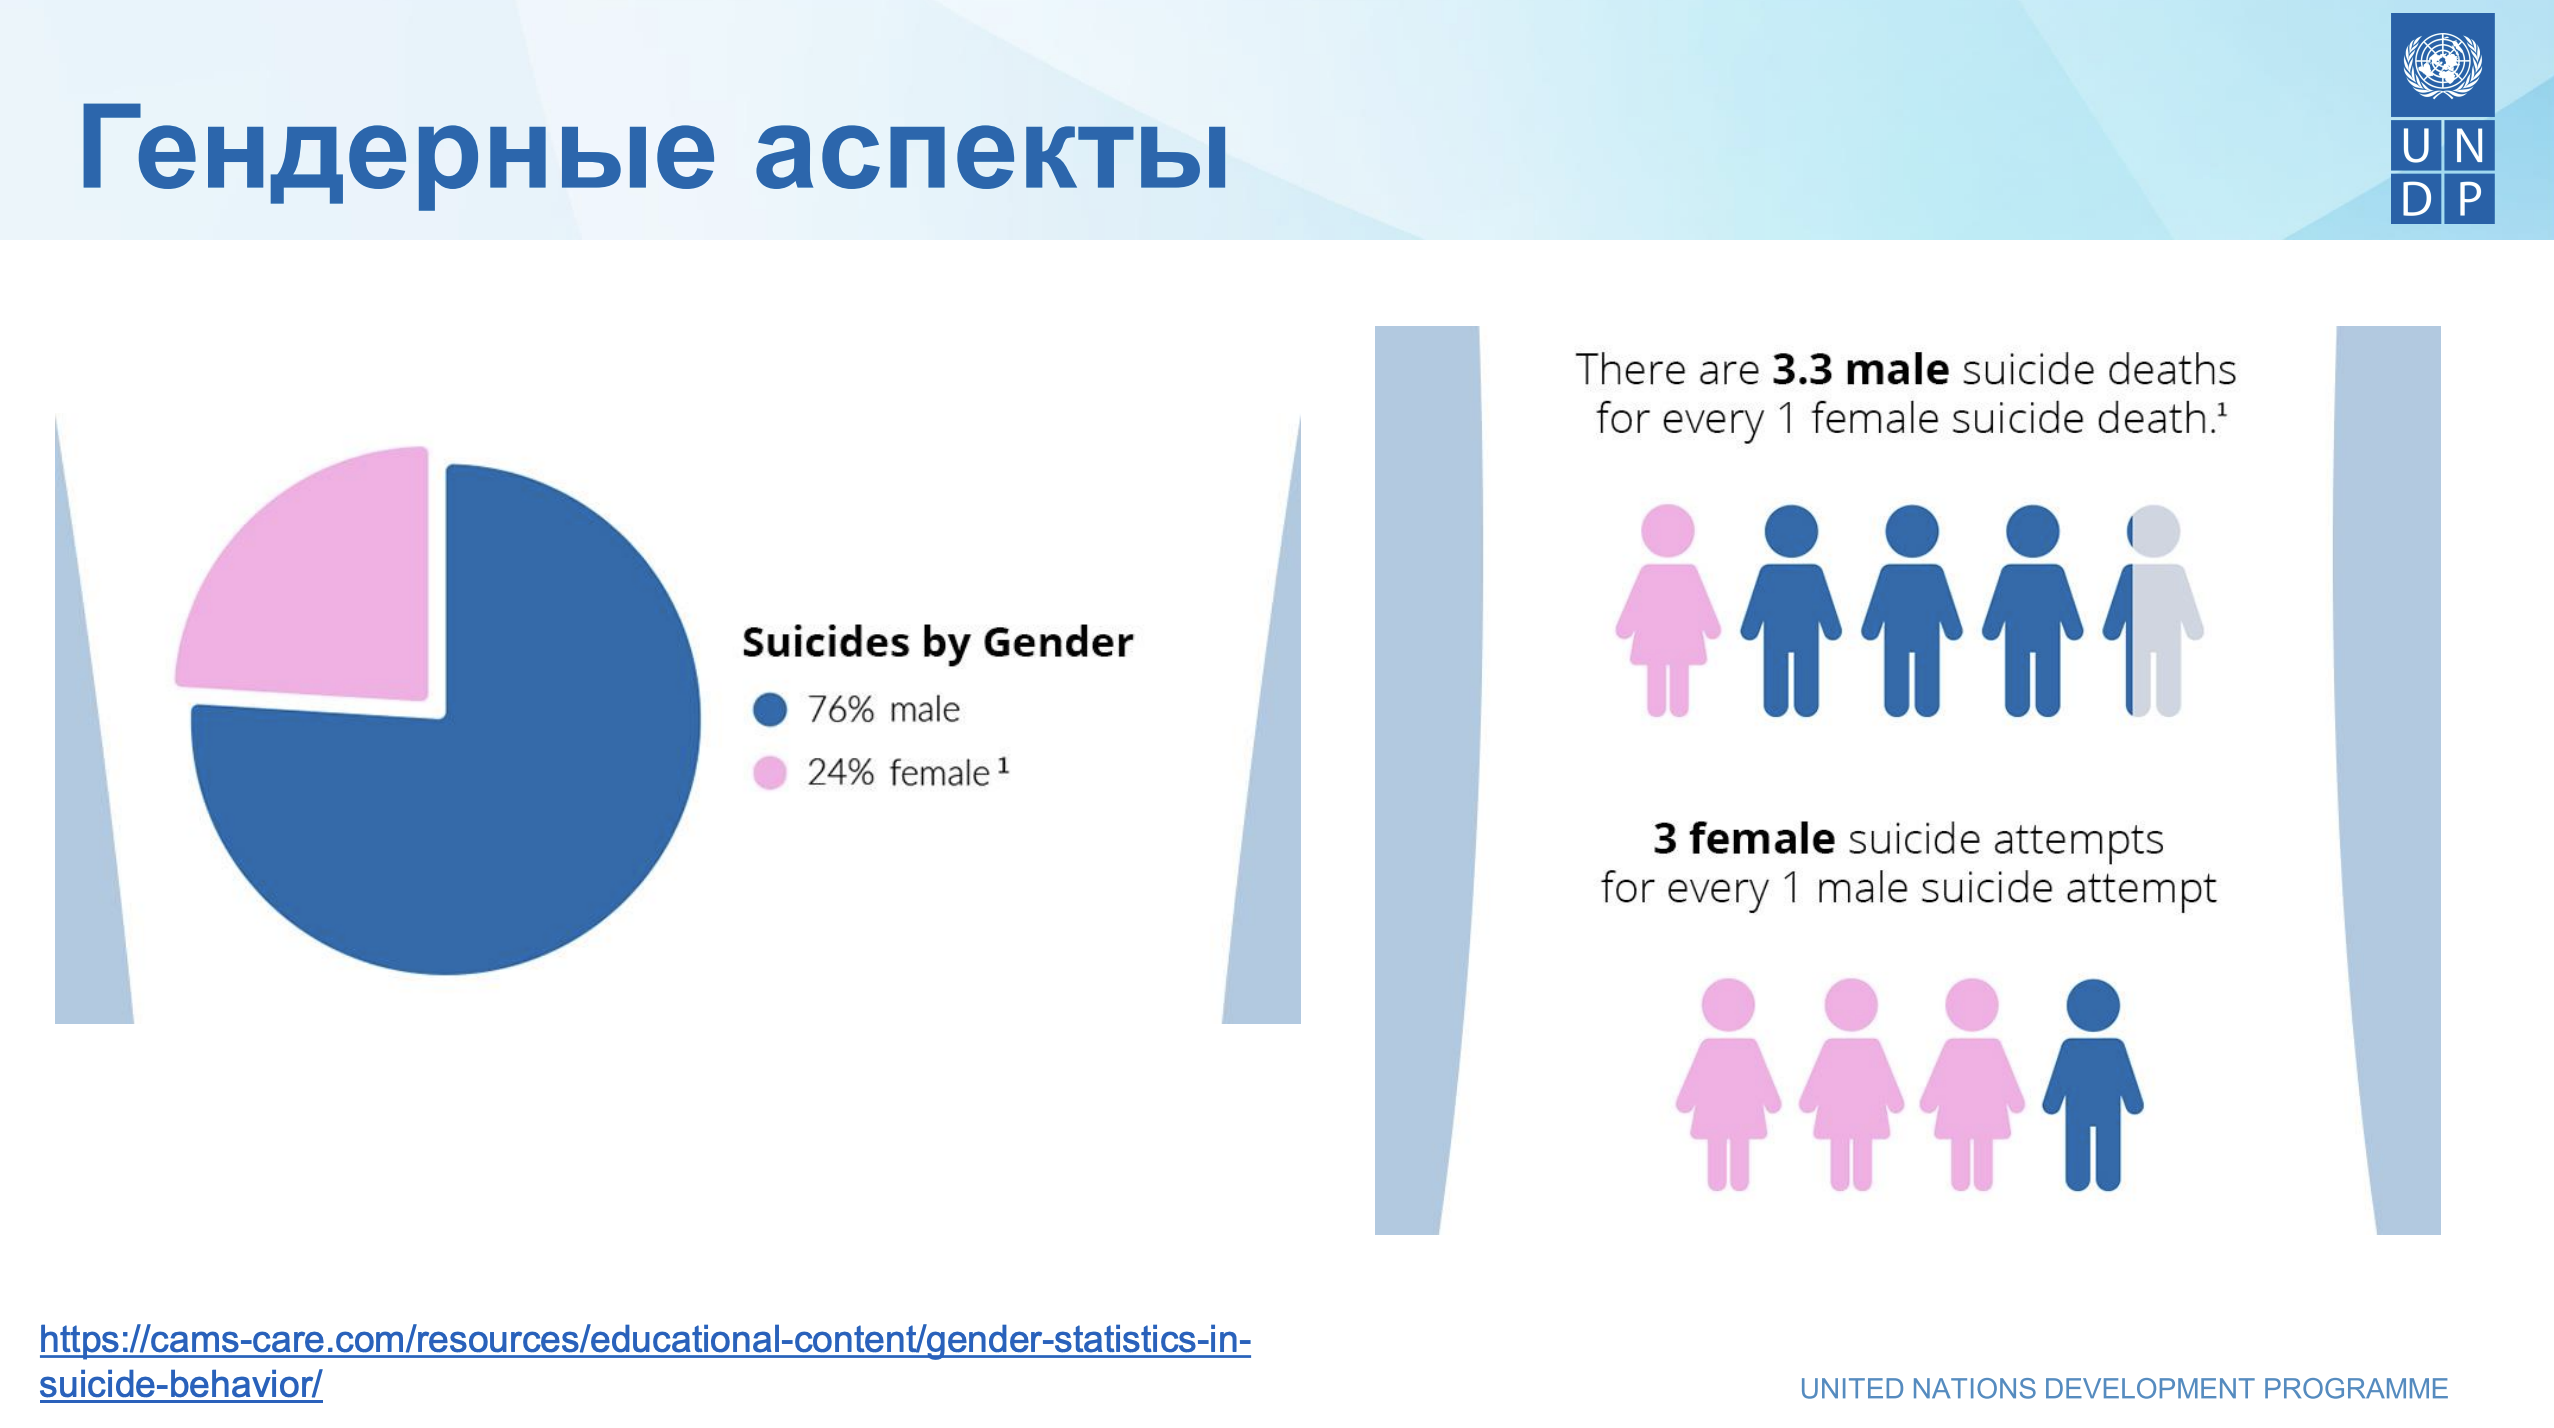 Гендерные аспекты
U N
D P
Suicides by Gender
76% male
24% female¹
There are 3.3 male suicide deaths
for every 1 female suicide death.¹
3 female suicide attempts
for every 1 male suicide attempt
https://cams-care.com/resources/educational-content/gender-statistics-in-
suicide-behavior/
UNITED NATIONS DEVELOPMENT PROGRAMME